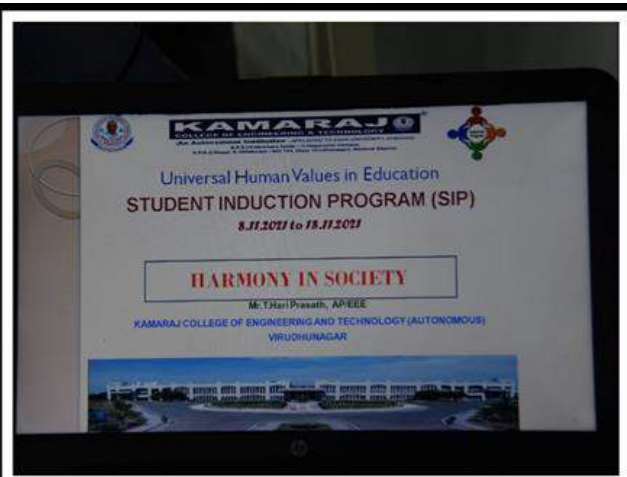 KAMARAJ
COLLEGE OF ENGINEERING & TECHNOLOGY
An Autonomous Institution
Universal Human Values in Education
STUDENT INDUCTION PROGRAM (SIP)
8.11.2021 to 18.11.2021
HARMONY IN SOCIETY
Mr.T.Hari Prasath, AP/EEE
KAMARAJ COLLEGE OF ENGINEERING AND TECHNOLOGY (AUTONOMOUS)
VIRUDHUNAGAR
hp